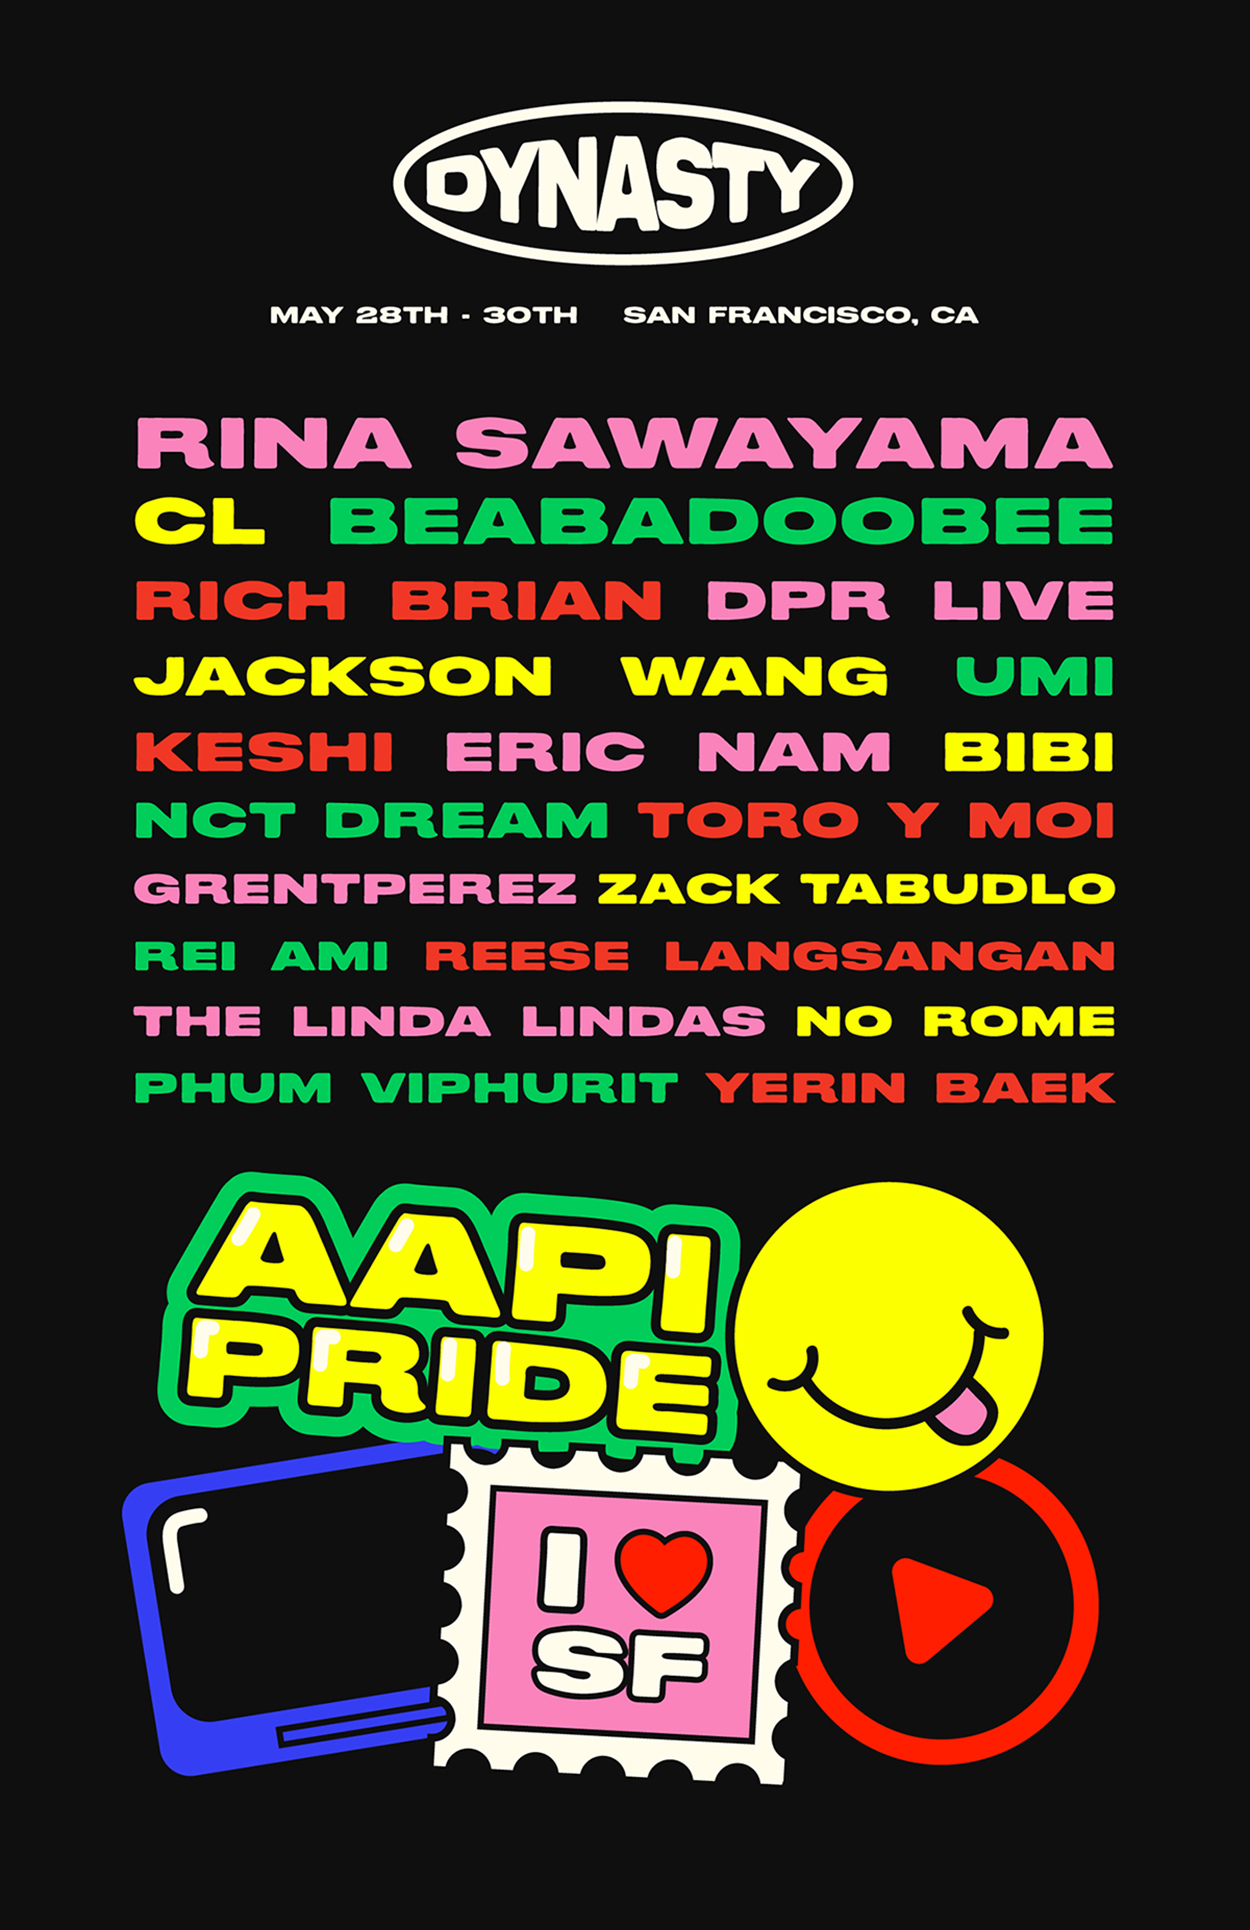 DYNASTY
MAY 28TH - 30TH SAN FRANCISCO, CA
RINA SAWAYAMA
CL BEABADOOBEE
RICH BRIAN DPR LIVE
JACKSON WANG UMI
KESHI ERIC NAM BIBI
NCT DREAM TORO Y MOI
GRENTPEREZ ZACK TABUDLO
REI AMI REESE LANGSANGAN
THE LINDA LINDAS NO ROME
PHUM VIPHURIT YERIN BAEK
AAPI
PRIDE
I ❤
SF